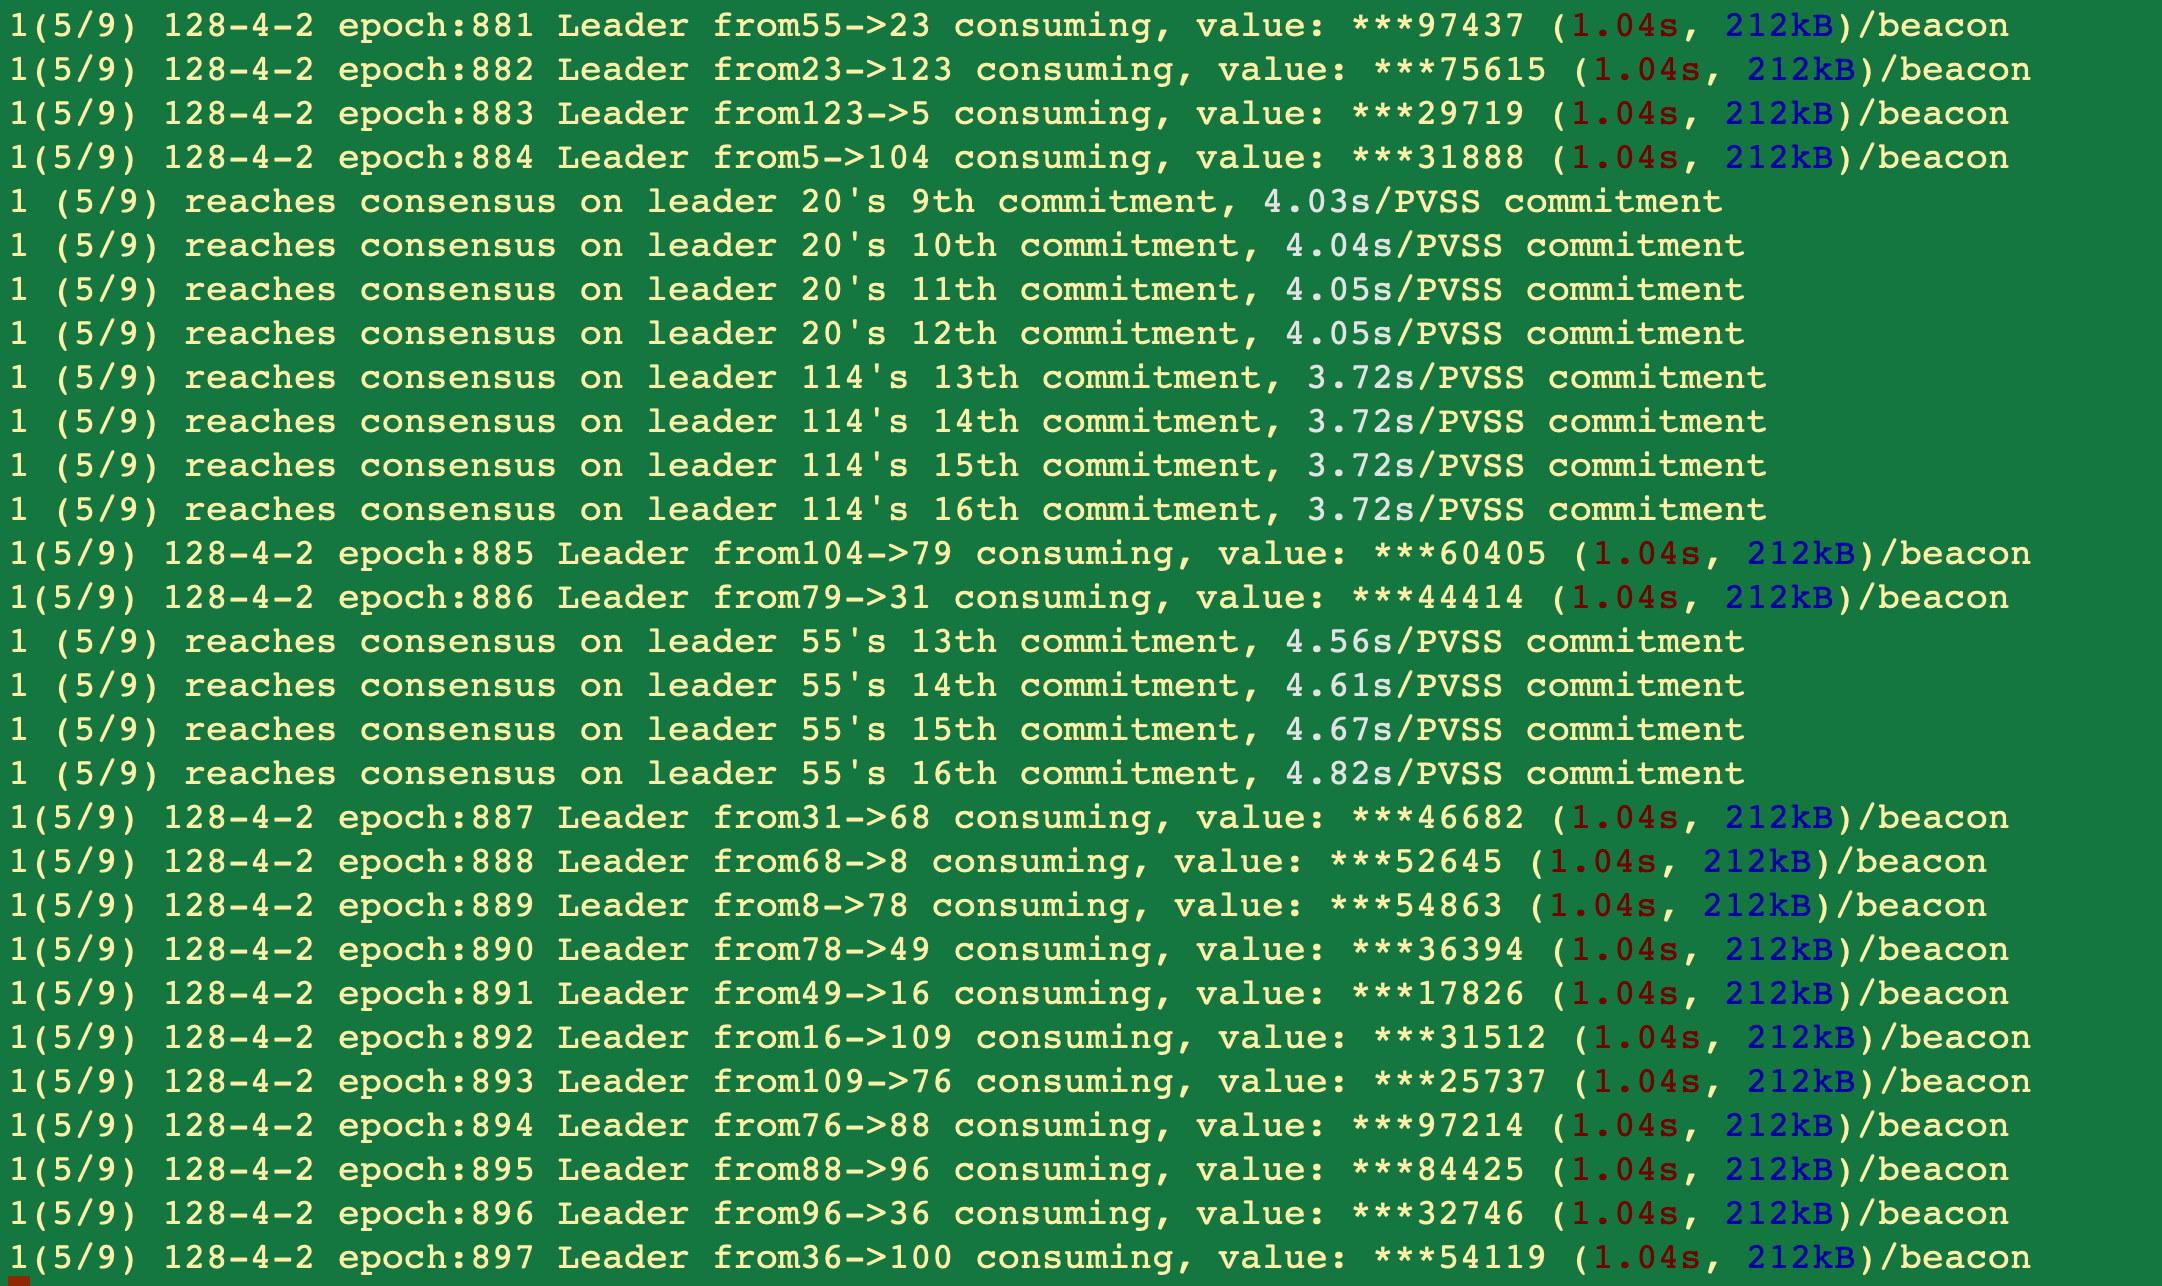 1(5/9) 128-4-2 epoch:881 Leader from55->23 consuming, value: ***97437 (1.04s, 212kB)/beacon
1(5/9) 128-4-2 epoch:882 Leader from23->123 consuming, value: ***75615 (1.04s, 212kB)/beacon
1(5/9) 128-4-2 epoch:883 Leader from123->5 consuming, value: ***29719 (1.04s, 212kB)/beacon
1(5/9) 128-4-2 epoch:884 Leader from5->104 consuming, value: ***31888 (1.04s, 212kB)/beacon
1 (5/9) reaches consensus on leader 20's 9th commitment, 4.03s/PVSS commitment
1 (5/9) reaches consensus on leader 20's 10th commitment, 4.04s/PVSS commitment
1 (5/9) reaches consensus on leader 20's 11th commitment, 4.05s/PVSS commitment
1 (5/9) reaches consensus on leader 20's 12th commitment, 4.05s/PVSS commitment
1 (5/9) reaches consensus on leader 114's 13th commitment, 3.72s/PVSS commitment
1 (5/9) reaches consensus on leader 114's 14th commitment, 3.72s/PVSS commitment
1 (5/9) reaches consensus on leader 114's 15th commitment, 3.72s/PVSS commitment
1 (5/9) reaches consensus on leader 114's 16th commitment, 3.72s/PVSS commitment
1(5/9) 128-4-2 epoch:885 Leader from104->79 consuming, value: ***60405 (1.04s, 212kB)/beacon
1(5/9) 128-4-2 epoch:886 Leader from79->31 consuming, value: ***44414 (1.04s, 212kB)/beacon
1 (5/9) reaches consensus on leader 55's 13th commitment, 4.56s/PVSS commitment
1 (5/9) reaches consensus on leader 55's 14th commitment, 4.61s/PVSS commitment
1 (5/9) reaches consensus on leader 55's 15th commitment, 4.67s/PVSS commitment
1 (5/9) reaches consensus on leader 55's 16th commitment, 4.82s/PVSS commitment
1(5/9) 128-4-2 epoch:887 Leader from31->68 consuming, value: ***46682 (1.04s, 212kB)/beacon
1(5/9) 128-4-2 epoch:888 Leader from68->8 consuming, value: ***52645 (1.04s, 212kB)/beacon
1(5/9) 128-4-2 epoch:889 Leader from8->78 consuming, value: ***54863 (1.04s, 212kB)/beacon
1(5/9) 128-4-2 epoch:890 Leader from78->49 consuming, value: ***36394 (1.04s, 212kB)/beacon
1(5/9) 128-4-2 epoch:891 Leader from49->16 consuming, value: ***17826 (1.04s, 212kB)/beacon
1(5/9) 128-4-2 epoch:892 Leader from16->109 consuming, value: ***31512 (1.04s, 212kB)/beacon
1(5/9) 128-4-2 epoch:893 Leader from109->76 consuming, value: ***25737 (1.04s, 212kB)/beacon
1(5/9) 128-4-2 epoch:894 Leader from76->88 consuming, value: ***97214 (1.04s, 212kB)/beacon
1(5/9) 128-4-2 epoch:895 Leader from88->96 consuming, value: ***84425 (1.04s, 212kB)/beacon
1(5/9) 128-4-2 epoch:896 Leader from96->36 consuming, value: ***32746 (1.04s, 212kB)/beacon
1(5/9) 128-4-2 epoch:897 Leader from36->100 consuming, value: ***54119 (1.04s, 212kB)/beacon